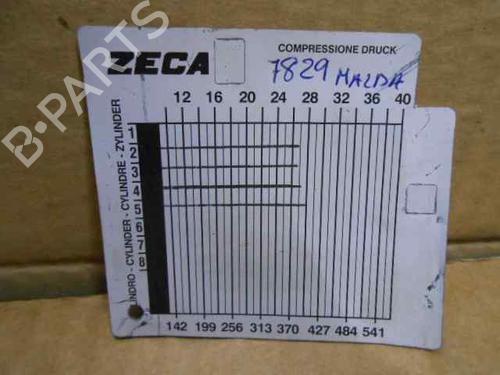 ZECA
COMPRESSIONE DRUCK
7829 MAZDA
12 16 20 24 28 32 36 40
CYLINDER - CYLINDRE - ZYLINDER
1
2
3
4
5
6
7
8
142 199 256 313 370 427 484 541
B-PARTS